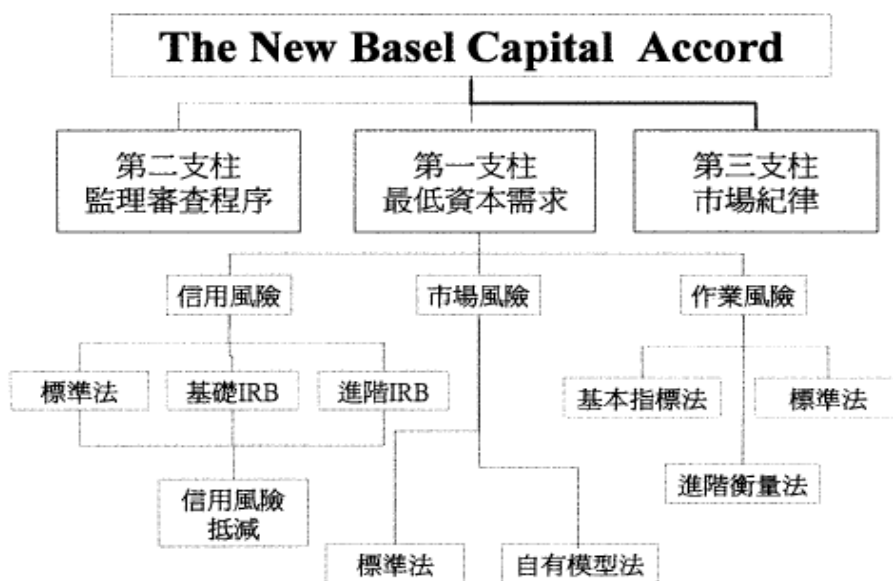 The New Basel Capital Accord
第二支柱
監理審查程序
第一支柱
最低資本需求
第三支柱
市場紀律
信用風險
市場風險
作業風險
標準法
基礎IRB
進階IRB
基本指標法
標準法
信用風險
抵減
進階衡量法
標準法
自有模型法